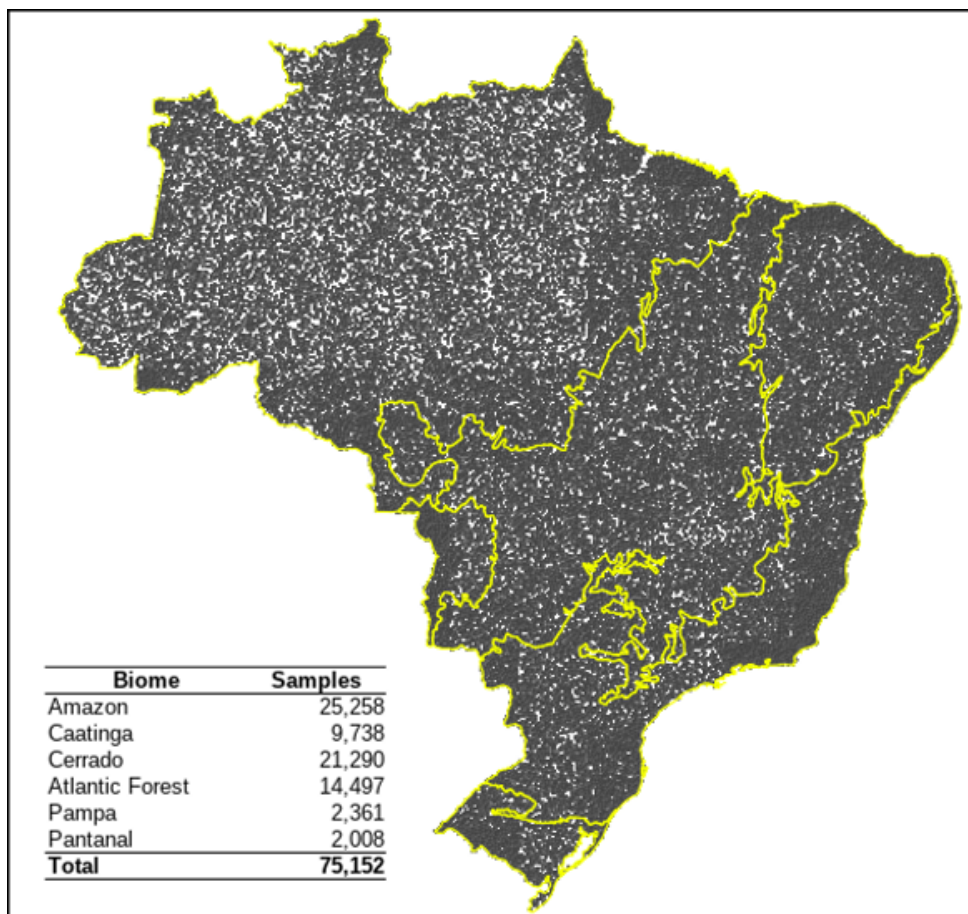 Biome Samples
Amazon 25,258
Caatinga 9,738
Cerrado 21,290
Atlantic Forest 14,497
Pampa 2,361
Pantanal 2,008
Total 75,152